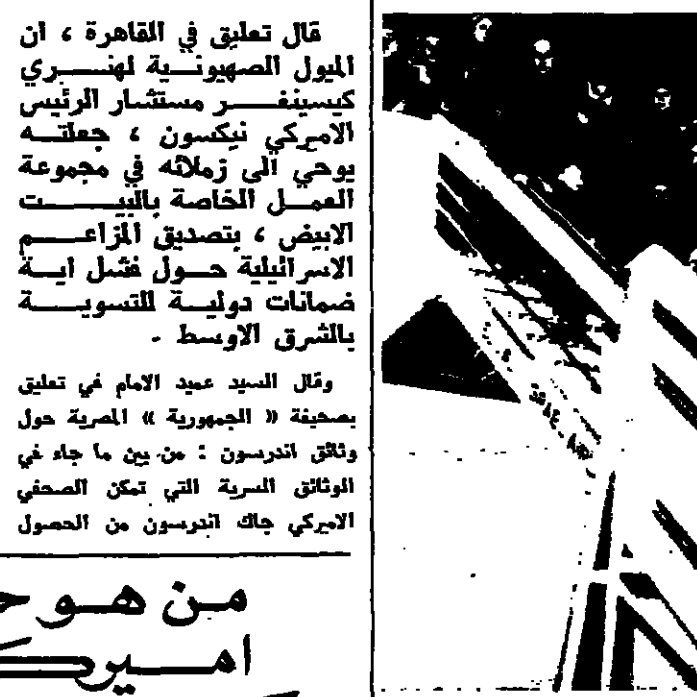 قال تعليق في القاهرة ، ان
الميول الصهيونية لهنري
كيسينغر مستشار الرئيس
الاميركي نيكسون ، جعلته
يوحي الى زملائه في مجموعة
العمل الخاصة بالبيت
الابيض ، بتصديق المزاعم
الاسرائيلية حول فشل اية
ضمانات دولية للتسوية
بالشرق الاوسط .
وقال السيد عميد الامام في تعليق
بصحيفة « الجمهورية » المصرية حول
وثائق اندرسون : من بين ما جاء في
الوثائق السرية التي تمكن الصحفي
الاميركي جاك اندرسون من الحصول
من هو